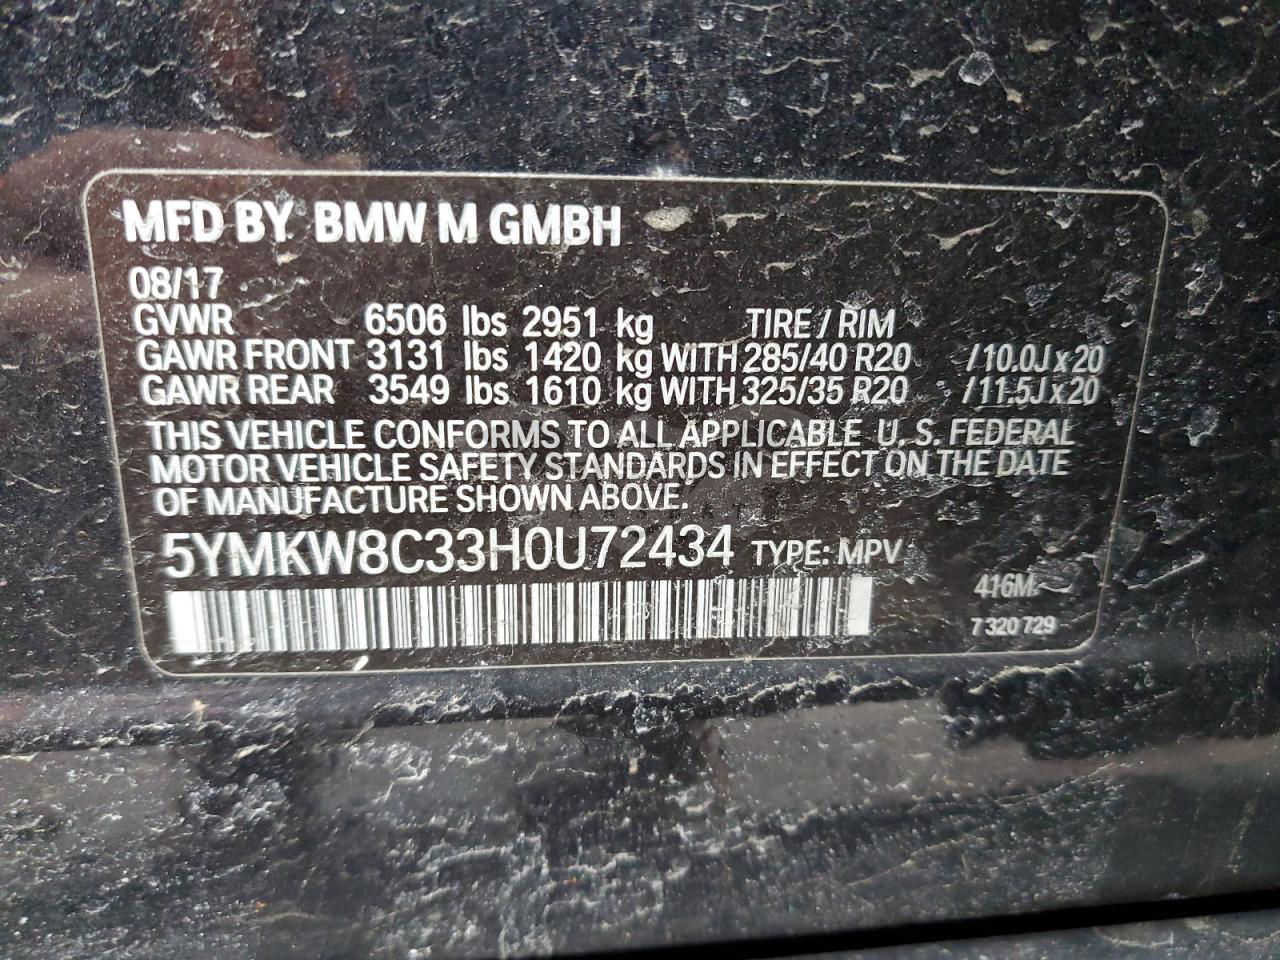 MFD BY BMW M GMBH
08/17
GVWR 6506 lbs 2951 kg TIRE / RIM
GAWR FRONT 3131 lbs 1420 kg WITH 285/40 R20 /10.0J x 20
GAWR REAR 3549 lbs 1610 kg WITH 325/35 R20 /11.5J x 20
THIS VEHICLE CONFORMS TO ALL APPLICABLE U. S. FEDERAL
MOTOR VEHICLE SAFETY STANDARDS IN EFFECT ON THE DATE
OF MANUFACTURE SHOWN ABOVE.
5YMKW8C33H0U72434 TYPE: MPV
416M
7 320 729